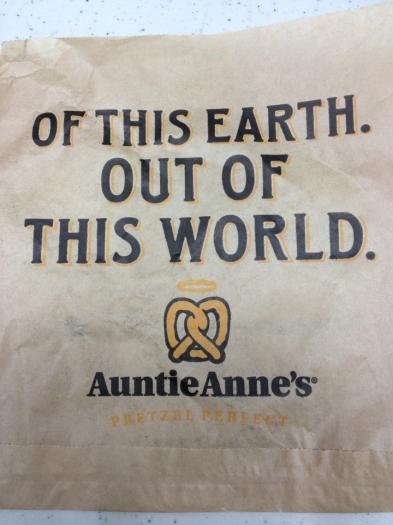 OF THIS EARTH.
OUT OF
THIS WORLD.
AuntieAnne's®
PRETZEL PERFECT